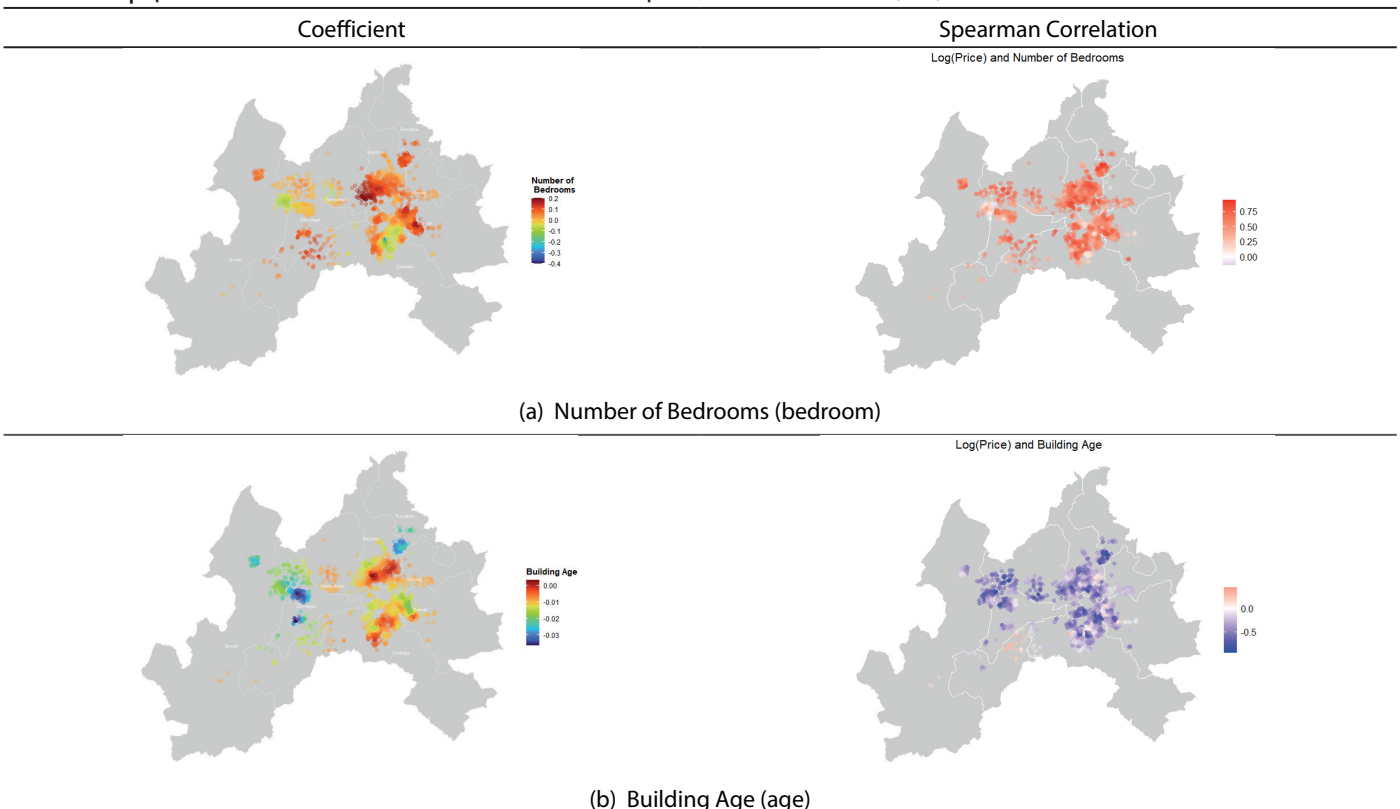 Coefficient
Spearman Correlation
Log(Price) and Number of Bedrooms
Number of
Bedrooms
0.2
0.1
0.0
-0.1
-0.2
-0.3
-0.4
0.75
0.50
0.25
0.00
(a) Number of Bedrooms (bedroom)
Log(Price) and Building Age
Building Age
0.00
-0.01
-0.02
-0.03
0.0
-0.5
(b) Building Age (age)